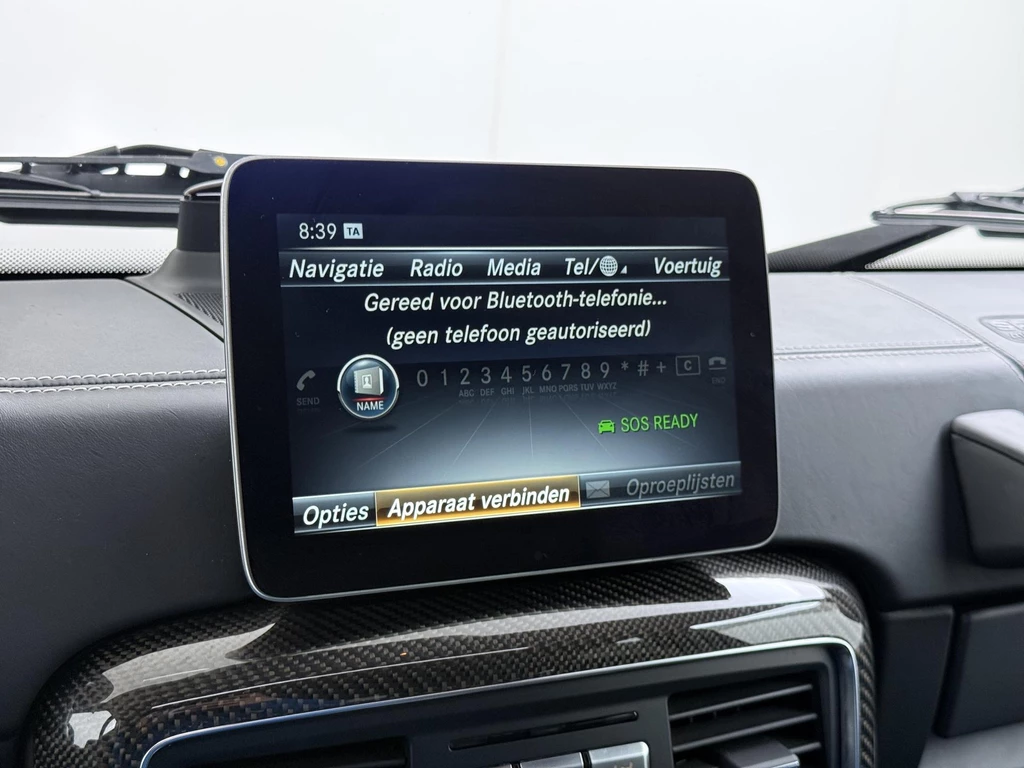 8:39 TA
Navigatie Radio Media Tel/ Voertuig
Gereed voor Bluetooth-telefonie...
(geen telefoon geautoriseerd)
SEND NAME 0 1 2 3 4 5 6 7 8 9 * # + C END
ABC DEF GHI JKL MNO PQRS TUV WXYZ
SOS READY
Opties Apparaat verbinden Oproeplijsten